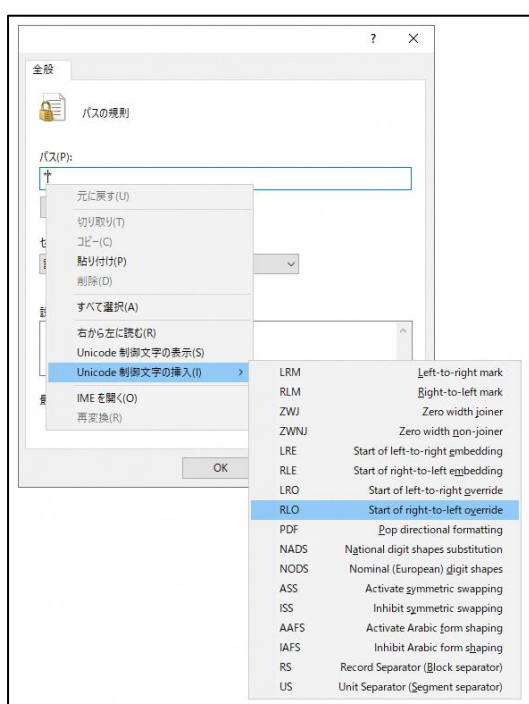 ?
全般
パスの規則
パス(P):
*
元に戻す(U)
切り取り(T)
コピー(C)
貼り付け(P)
削除(D)
すべて選択(A)
右から左に読む(R)
Unicode 制御文字の表示(S)
Unicode 制御文字の挿入(I)
IME を開く(O)
再変換(R)
OK
LRM Left-to-right mark
RLM Right-to-left mark
ZWJ Zero width joiner
ZWNJ Zero width non-joiner
LRE Start of left-to-right embedding
RLE Start of right-to-left embedding
LRO Start of left-to-right override
RLO Start of right-to-left override
PDF Pop directional formatting
NADS National digit shapes substitution
NODS Nominal (European) digit shapes
ASS Activate symmetric swapping
ISS Inhibit symmetric swapping
AAFS Activate Arabic form shaping
IAFS Inhibit Arabic form shaping
RS Record Separator (Block separator)
US Unit Separator (Segment separator)